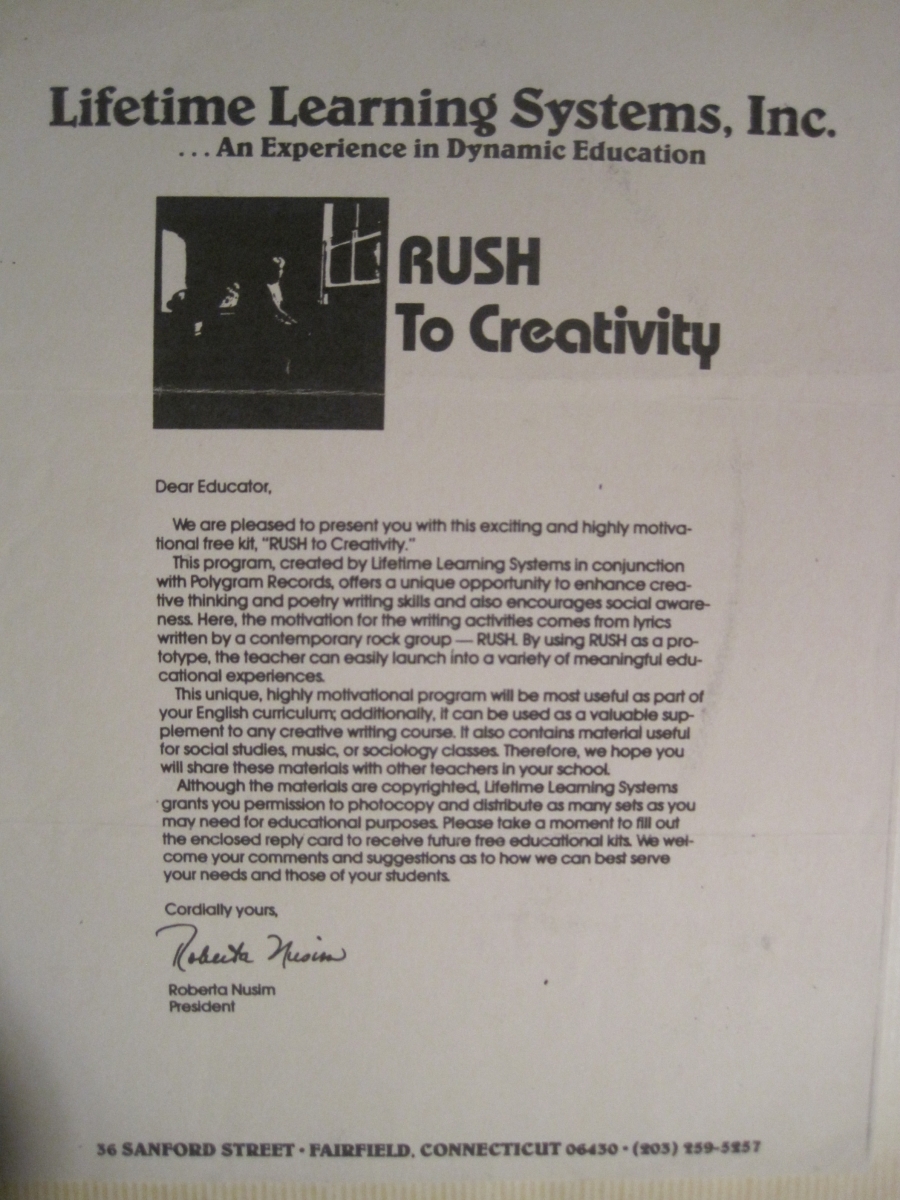 Lifetime Learning Systems, Inc.
...An Experience in Dynamic Education
RUSH
To Creativity
Dear Educator,
We are pleased to present you with this exciting and highly motiva-
tional free kit, "RUSH to Creativity."
This program, created by Lifetime Learning Systems in conjunction
with Polygram Records, offers a unique opportunity to enhance crea-
tive thinking and poetry writing skills and also encourages social aware-
ness. Here, the motivation for the writing activities comes from lyrics
written by a contemporary rock group — RUSH. By using RUSH as a pro-
totype, the teacher can easily launch into a variety of meaningful edu-
cational experiences.
This unique, highly motivational program will be most useful as part of
your English curriculum; additionally, it can be used as a valuable sup-
plement to any creative writing course. It also contains material useful
for social studies, music, or sociology classes. Therefore, we hope you
will share these materials with other teachers in your school.
Although the materials are copyrighted, Lifetime Learning Systems
grants you permission to photocopy and distribute as many sets as you
may need for educational purposes. Please take a moment to fill out
the enclosed reply card to receive future free educational kits. We wel-
come your comments and suggestions as to how we can best serve
your needs and those of your students.
Cordially yours,
Roberta Nusim
Roberta Nusim
President
36 SANFORD STREET • FAIRFIELD, CONNECTICUT 06430 • (203) 259-5257